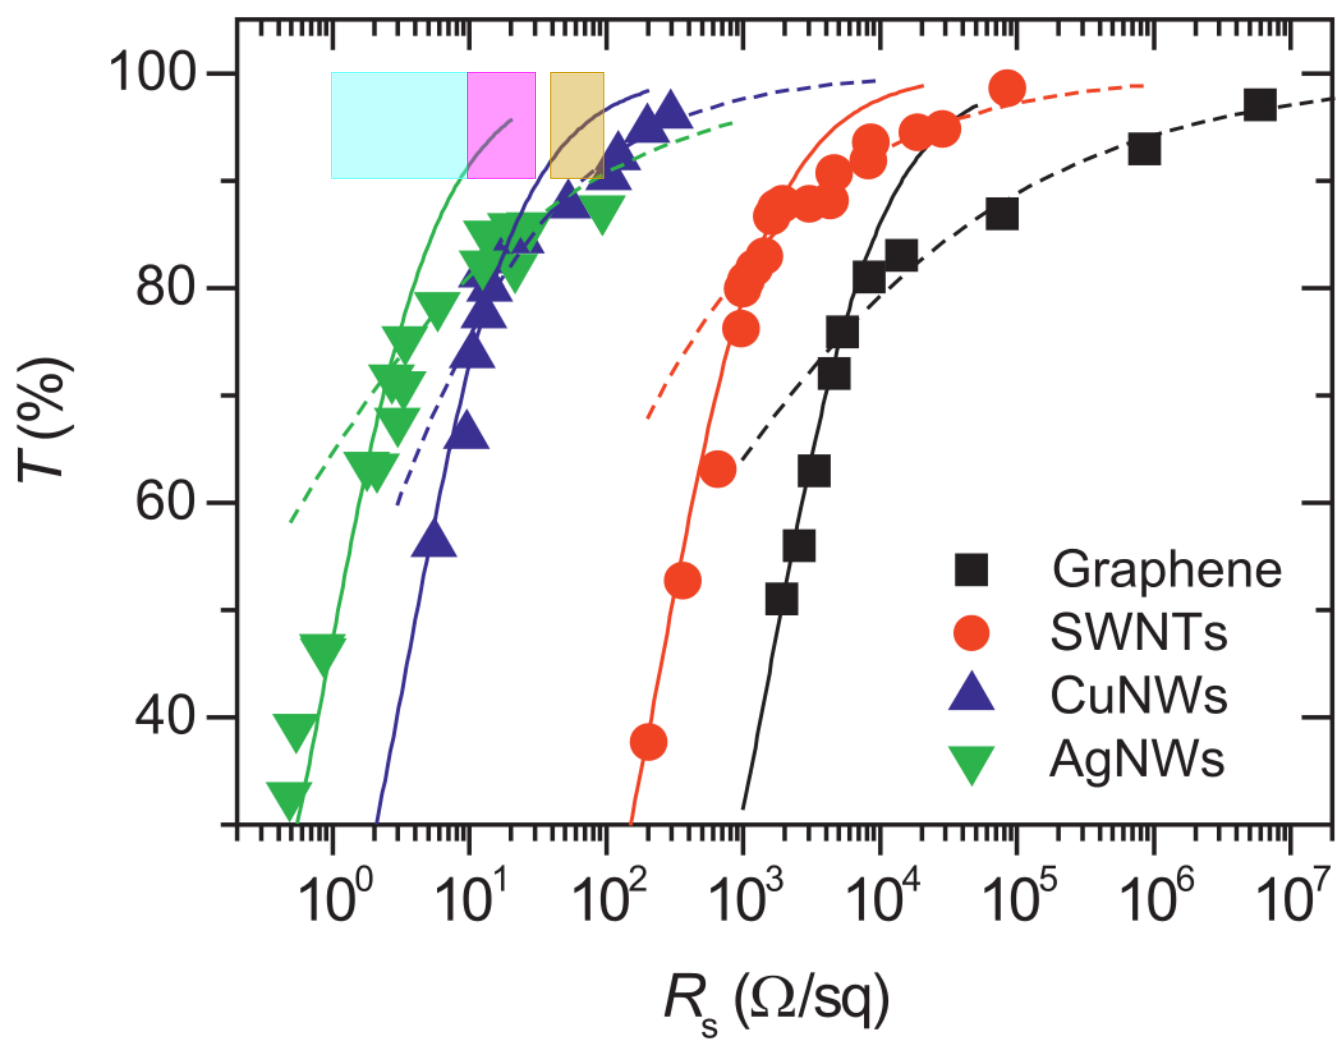 100
80
60
40
T (%)
10⁰ 10¹ 10² 10³ 10⁴ 10⁵ 10⁶ 10⁷
Rₛ (Ω/sq)
Graphene
SWNTs
CuNWs
AgNWs